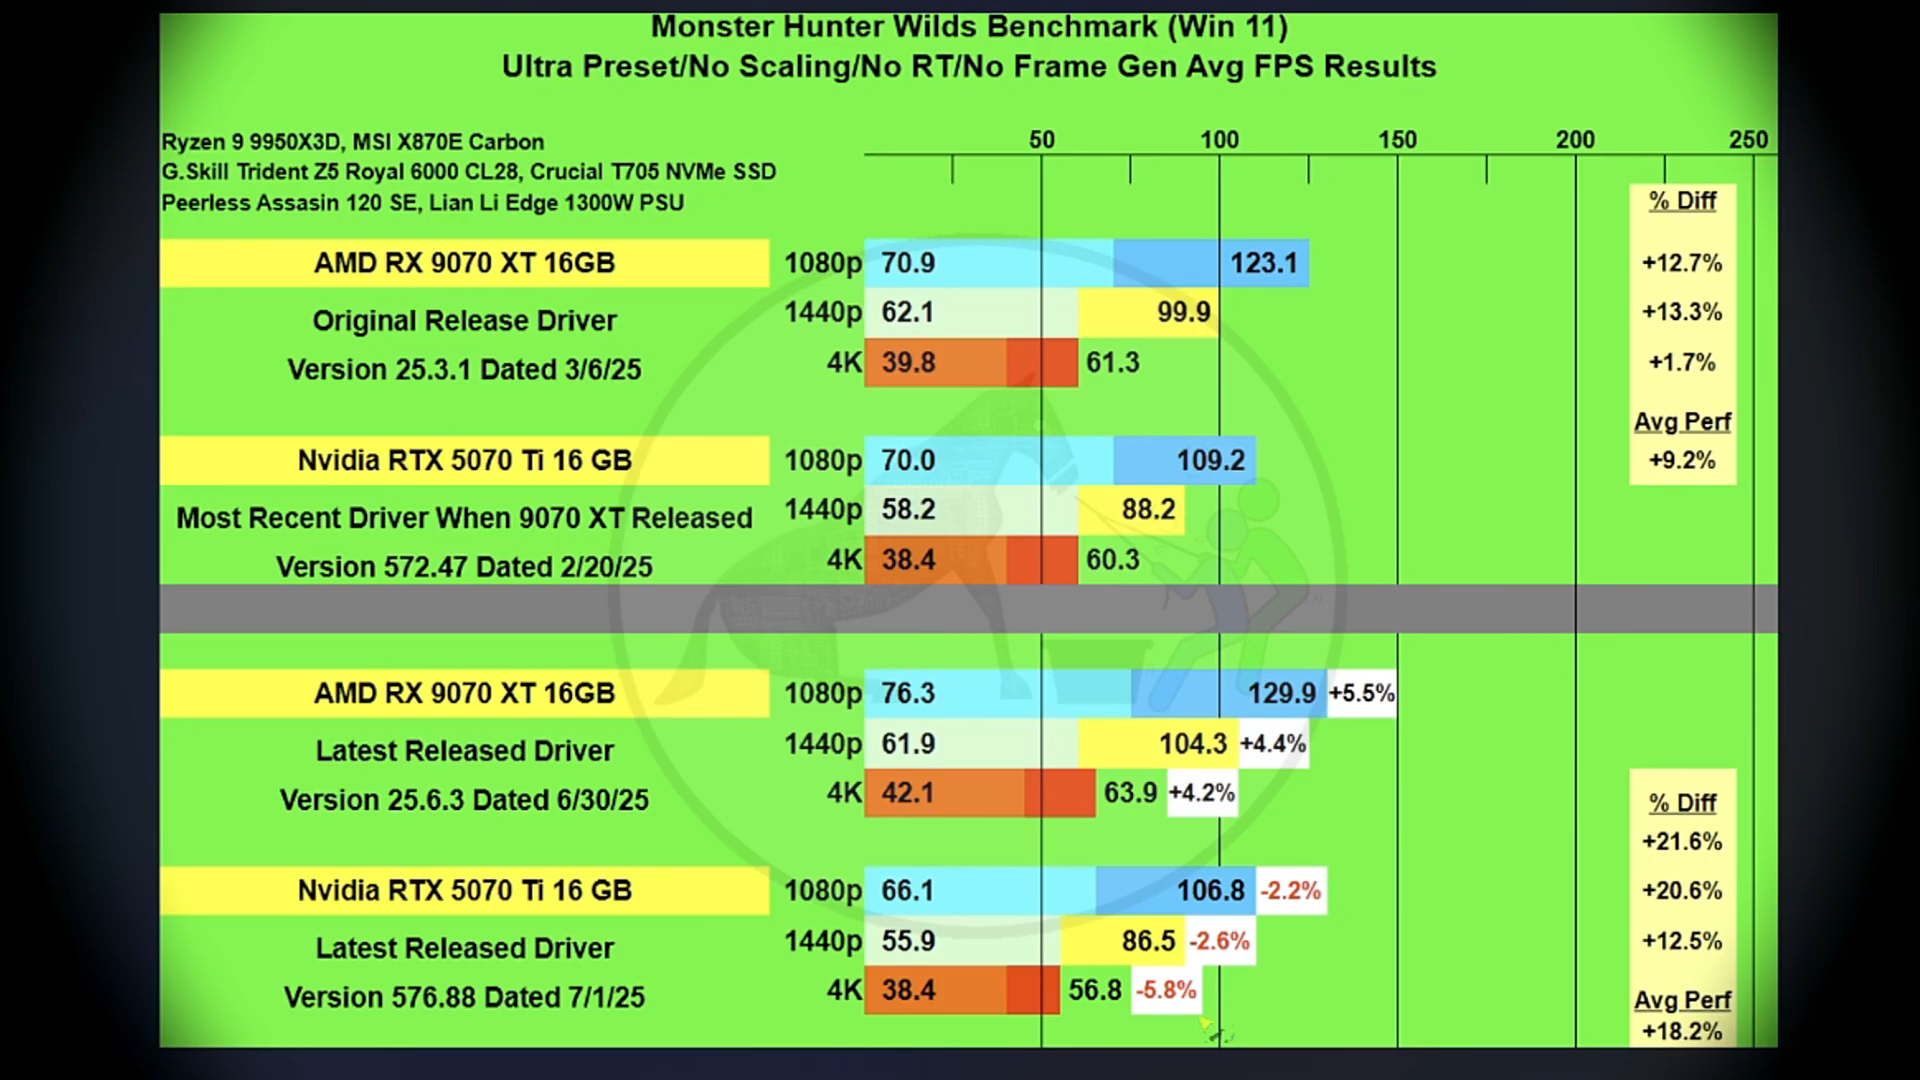 Monster Hunter Wilds Benchmark (Win 11)
Ultra Preset/No Scaling/No RT/No Frame Gen Avg FPS Results
Ryzen 9 9950X3D, MSI X870E Carbon
G.Skill Trident Z5 Royal 6000 CL28, Crucial T705 NVMe SSD
Peerless Assasin 120 SE, Lian Li Edge 1300W PSU
50 100 150 200 250
% Diff
AMD RX 9070 XT 16GB 1080p 70.9 123.1 +12.7%
Original Release Driver 1440p 62.1 99.9 +13.3%
Version 25.3.1 Dated 3/6/25 4K 39.8 61.3 +1.7%
Avg Perf
Nvidia RTX 5070 Ti 16 GB 1080p 70.0 109.2 +9.2%
Most Recent Driver When 9070 XT Released 1440p 58.2 88.2
Version 572.47 Dated 2/20/25 4K 38.4 60.3
AMD RX 9070 XT 16GB 1080p 76.3 129.9 +5.5%
Latest Released Driver 1440p 61.9 104.3 +4.4%
Version 25.6.3 Dated 6/30/25 4K 42.1 63.9 +4.2%
% Diff
+21.6%
Nvidia RTX 5070 Ti 16 GB 1080p 66.1 106.8 -2.2% +20.6%
Latest Released Driver 1440p 55.9 86.5 -2.6% +12.5%
Version 576.88 Dated 7/1/25 4K 38.4 56.8 -5.8% Avg Perf
+18.2%